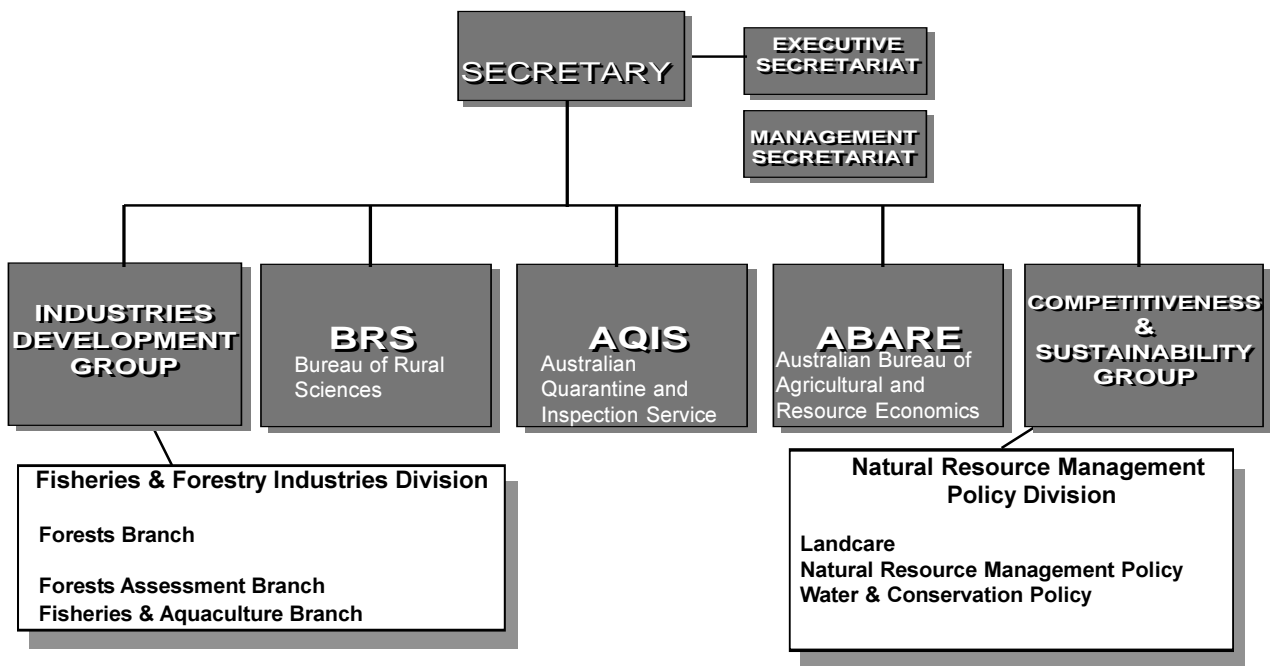 SECRETARY
EXECUTIVE
SECRETARIAT
MANAGEMENT
SECRETARIAT
INDUSTRIES
DEVELOPMENT
GROUP
BRS
Bureau of Rural
Sciences
AQIS
Australian
Quarantine and
Inspection Service
ABARE
Australian Bureau of
Agricultural and
Resource Economics
COMPETITIVENESS
&
SUSTAINABILITY
GROUP
Fisheries & Forestry Industries Division
Forests Branch
Forests Assessment Branch
Fisheries & Aquaculture Branch
Natural Resource Management
Policy Division
Landcare
Natural Resource Management Policy
Water & Conservation Policy